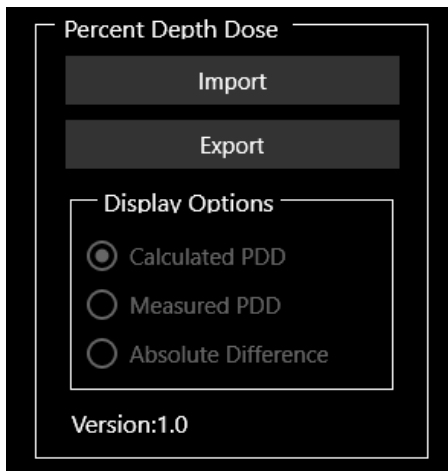 Percent Depth Dose
Import
Export
Display Options
Calculated PDD
Measured PDD
Absolute Difference
Version:1.0